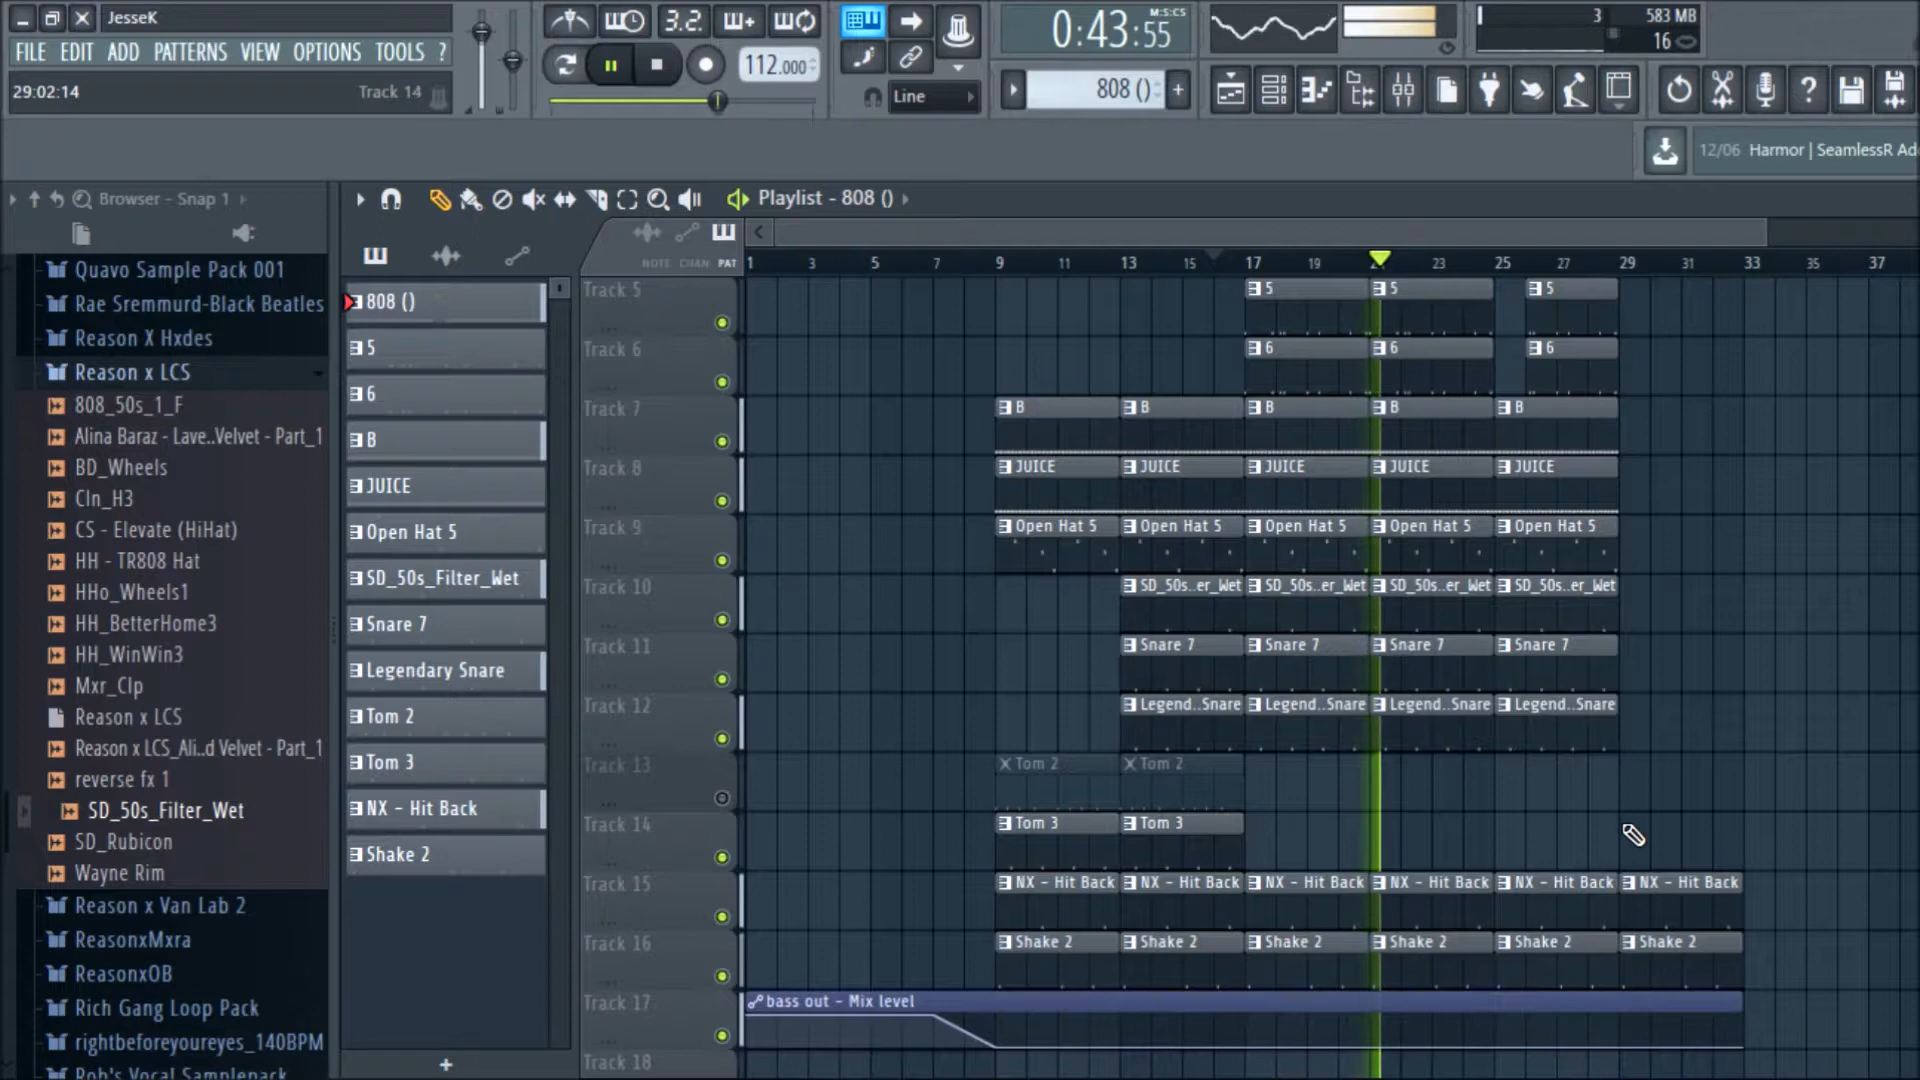 JesseK
FILE EDIT ADD PATTERNS VIEW OPTIONS TOOLS ?
29:02:14 Track 14
3.2.
112.000
Line
0:43:55
M:S:CS
808 ()
3
583 MB
16
12/06 Harmor | SeamlessR Ad
Browser - Snap 1
Playlist - 808 ()
NOTE CHAN PAT
1 3 5 7 9 11 13 15 17 19 23 25 27 29 31 33 35 37
Quavo Sample Pack 001
Rae Sremmurd-Black Beatles
Reason X Hxdes
Reason x LCS
808_50s_1_F
Alina Baraz - Lave..Velvet - Part_1
BD_Wheels
Cln_H3
CS - Elevate (HiHat)
HH - TR808 Hat
HHo_Wheels1
HH_BetterHome3
HH_WinWin3
Mxr_Clp
Reason x LCS
Reason x LCS_Ali..d Velvet - Part_1
reverse fx 1
SD_50s_Filter_Wet
SD_Rubicon
Wayne Rim
Reason x Van Lab 2
ReasonxMxra
ReasonxOB
Rich Gang Loop Pack
rightbeforeyoureyes_140BPM
Rob's Vocal Samplepack
808 ()
5
6
B
JUICE
Open Hat 5
SD_50s_Filter_Wet
Snare 7
Legendary Snare
Tom 2
Tom 3
NX - Hit Back
Shake 2
+
Track 5 5 5 5
Track 6 6 6 6
Track 7 B B B B B
Track 8 JUICE JUICE JUICE JUICE JUICE
Track 9 Open Hat 5 Open Hat 5 Open Hat 5 Open Hat 5 Open Hat 5
Track 10 SD_50s..er_Wet SD_50s..er_Wet SD_50s..er_Wet SD_50s..er_Wet
Track 11 Snare 7 Snare 7 Snare 7 Snare 7
Track 12 Legend..Snare Legend..Snare Legend..Snare Legend..Snare
Track 13 Tom 2 Tom 2
Track 14 Tom 3 Tom 3
Track 15 NX - Hit Back NX - Hit Back NX - Hit Back NX - Hit Back NX - Hit Back NX - Hit Back
Track 16 Shake 2 Shake 2 Shake 2 Shake 2 Shake 2 Shake 2
Track 17 bass out - Mix level
Track 18